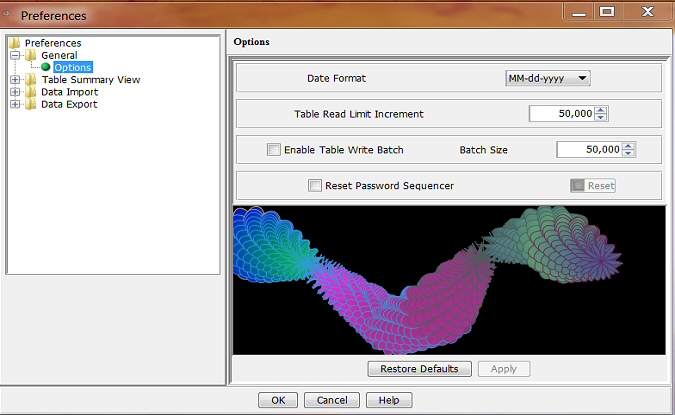 Preferences
Preferences
General
Options
Table Summary View
Data Import
Data Export
Options
Date Format MM-dd-yyyy
Table Read Limit Increment 50,000
Enable Table Write Batch Batch Size 50,000
Reset Password Sequencer Reset
Restore Defaults Apply
OK Cancel Help